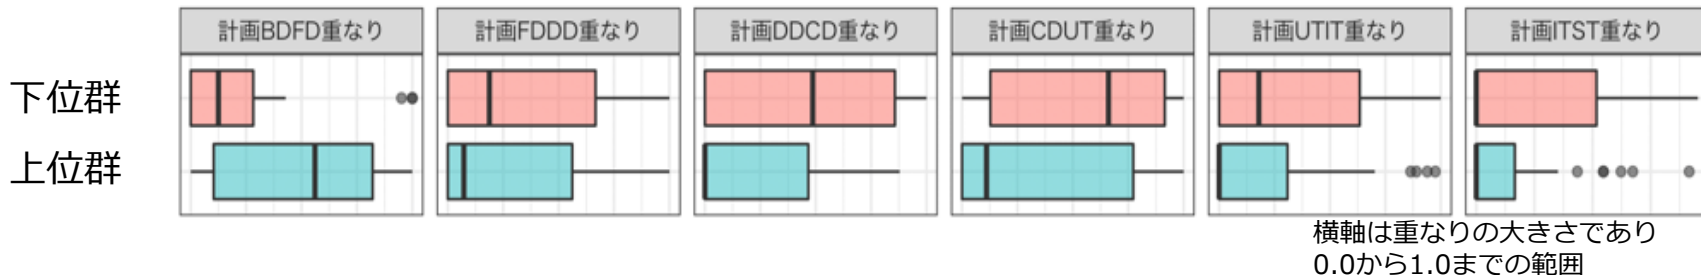 計画BDFD重なり
計画FDDD重なり
計画DDCD重なり
計画CDUT重なり
計画UTIT重なり
計画ITST重なり
下位群
上位群
横軸は重なりの大きさであり
0.0から1.0までの範囲